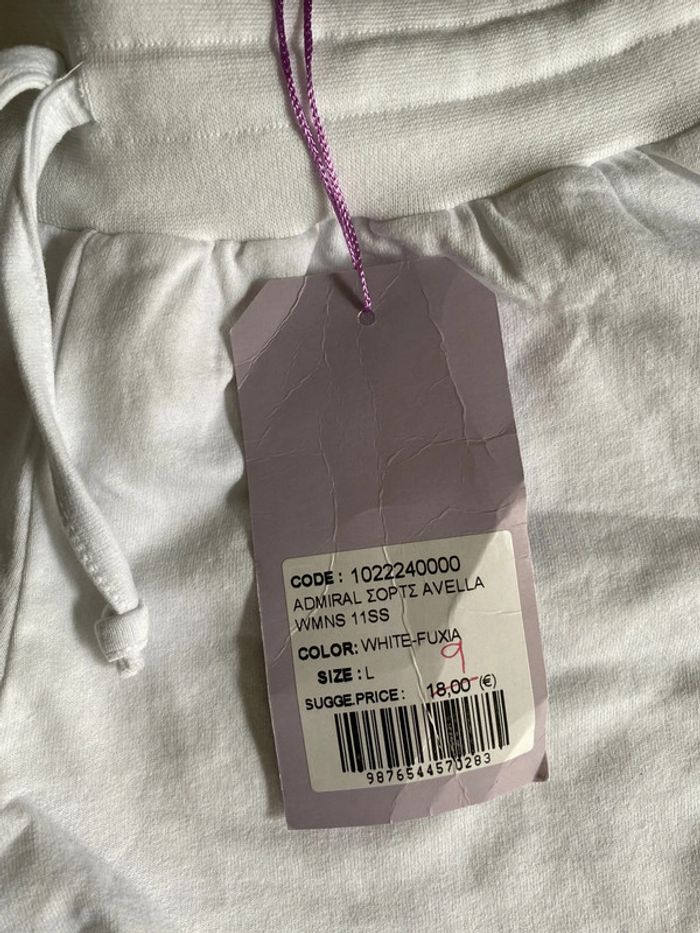 CODE : 1022240000
ADMIRAL ΣΟΡΤΣ AVELLA
WMNS 11SS
COLOR: WHITE-FUXIA
9
SIZE : L
SUGGE.PRICE : 18,00 (€)
9876544570283